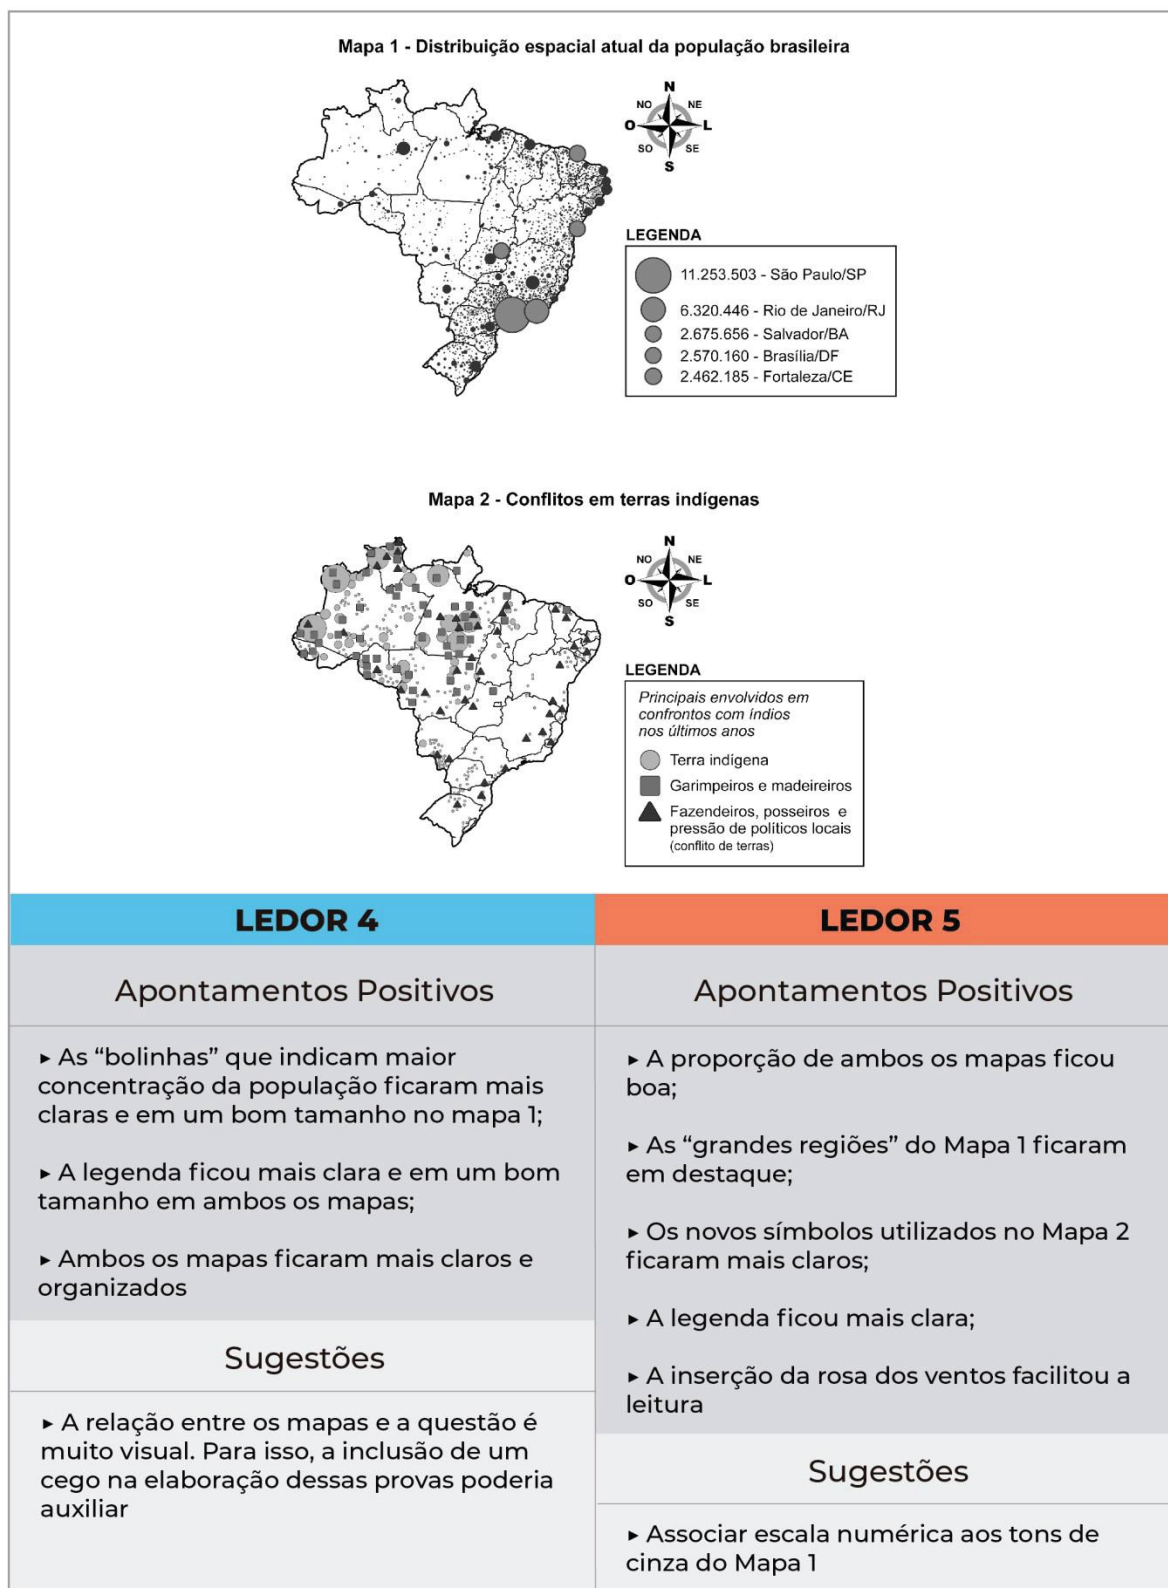 Mapa 1 - Distribuição espacial atual da população brasileira
N
NO
NE
O
L
SO
SE
S
LEGENDA
11.253.503 - São Paulo/SP
6.320.446 - Rio de Janeiro/RJ
2.675.656 - Salvador/BA
2.570.160 - Brasília/DF
2.462.185 - Fortaleza/CE
Mapa 2 - Conflitos em terras indígenas
N
NO
NE
O
L
SO
SE
S
LEGENDA
Principais envolvidos em
confrontos com índios
nos últimos anos
Terra indígena
Garimpeiros e madeireiros
Fazendeiros, posseiros e
pressão de políticos locais
(conflito de terras)
LEDOR 4
Apontamentos Positivos
▸ As “bolinhas” que indicam maior
concentração da população ficaram mais
claras e em um bom tamanho no mapa 1;
▸ A legenda ficou mais clara e em um bom
tamanho em ambos os mapas;
▸ Ambos os mapas ficaram mais claros e
organizados
Sugestões
▸ A relação entre os mapas e a questão é
muito visual. Para isso, a inclusão de um
cego na elaboração dessas provas poderia
auxiliar
LEDOR 5
Apontamentos Positivos
▸ A proporção de ambos os mapas ficou
boa;
▸ As “grandes regiões” do Mapa 1 ficaram
em destaque;
▸ Os novos símbolos utilizados no Mapa 2
ficaram mais claros;
▸ A legenda ficou mais clara;
▸ A inserção da rosa dos ventos facilitou a
leitura
Sugestões
▸ Associar escala numérica aos tons de
cinza do Mapa 1